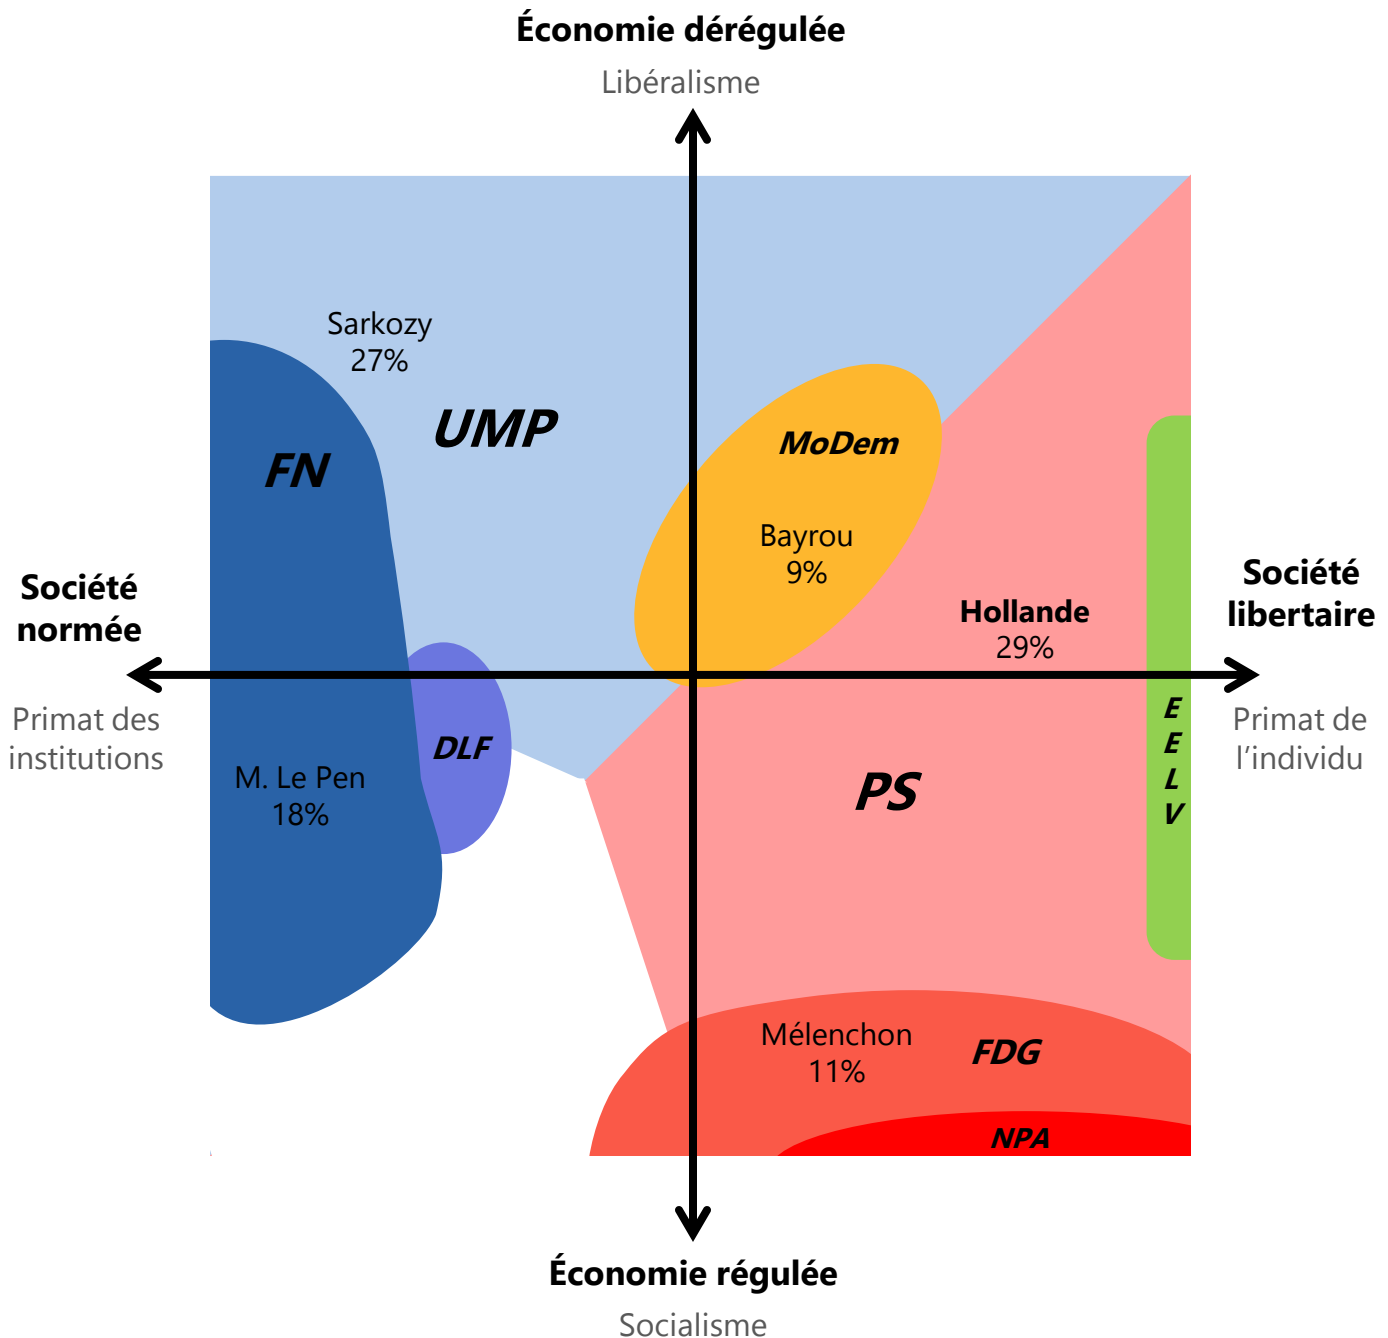 Économie dérégulée
Libéralisme
Sarkozy
27%
UMP
FN
MoDem
Bayrou
9%
Société
normée
Société
libertaire
Hollande
29%
Primat des
institutions
DLF
M. Le Pen
18%
PS
E
E
L
V
Primat de
l'individu
Mélenchon
11%
FDG
NPA
Économie régulée
Socialisme